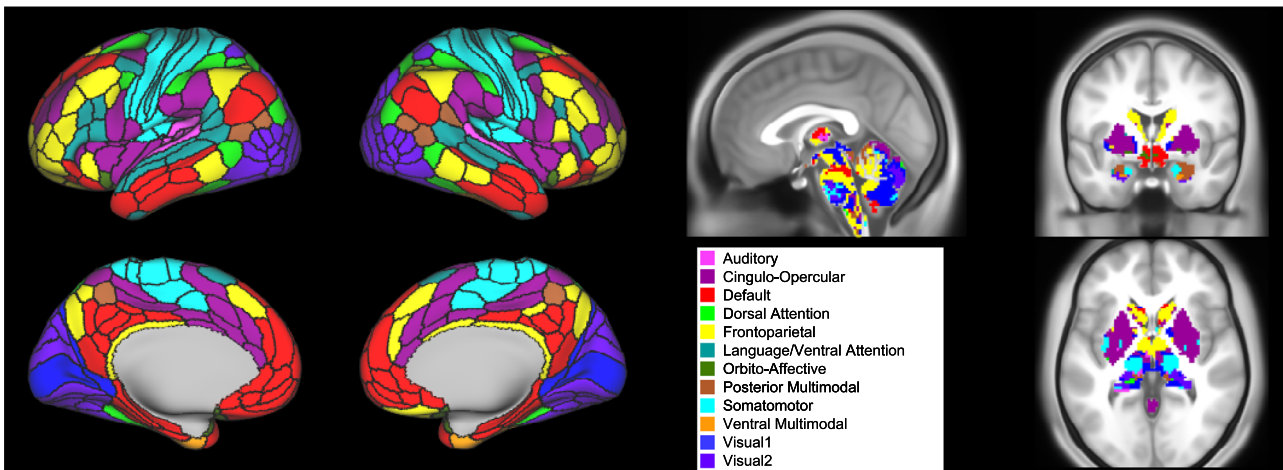 Auditory
Cingulo-Opercular
Default
Dorsal Attention
Frontoparietal
Language/Ventral Attention
Orbito-Affective
Posterior Multimodal
Somatomotor
Ventral Multimodal
Visual1
Visual2